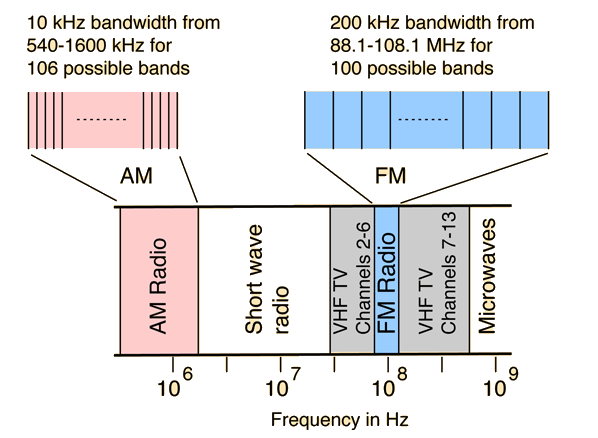 10 kHz bandwidth from
540-1600 kHz for
106 possible bands
200 kHz bandwidth from
88.1-108.1 MHz for
100 possible bands
AM
FM
AM Radio
Short wave
radio
VHF TV
Channels 2-6
FM Radio
VHF TV
Channels 7-13
Microwaves
10 6
10 7
10 8
10 9
Frequency in Hz